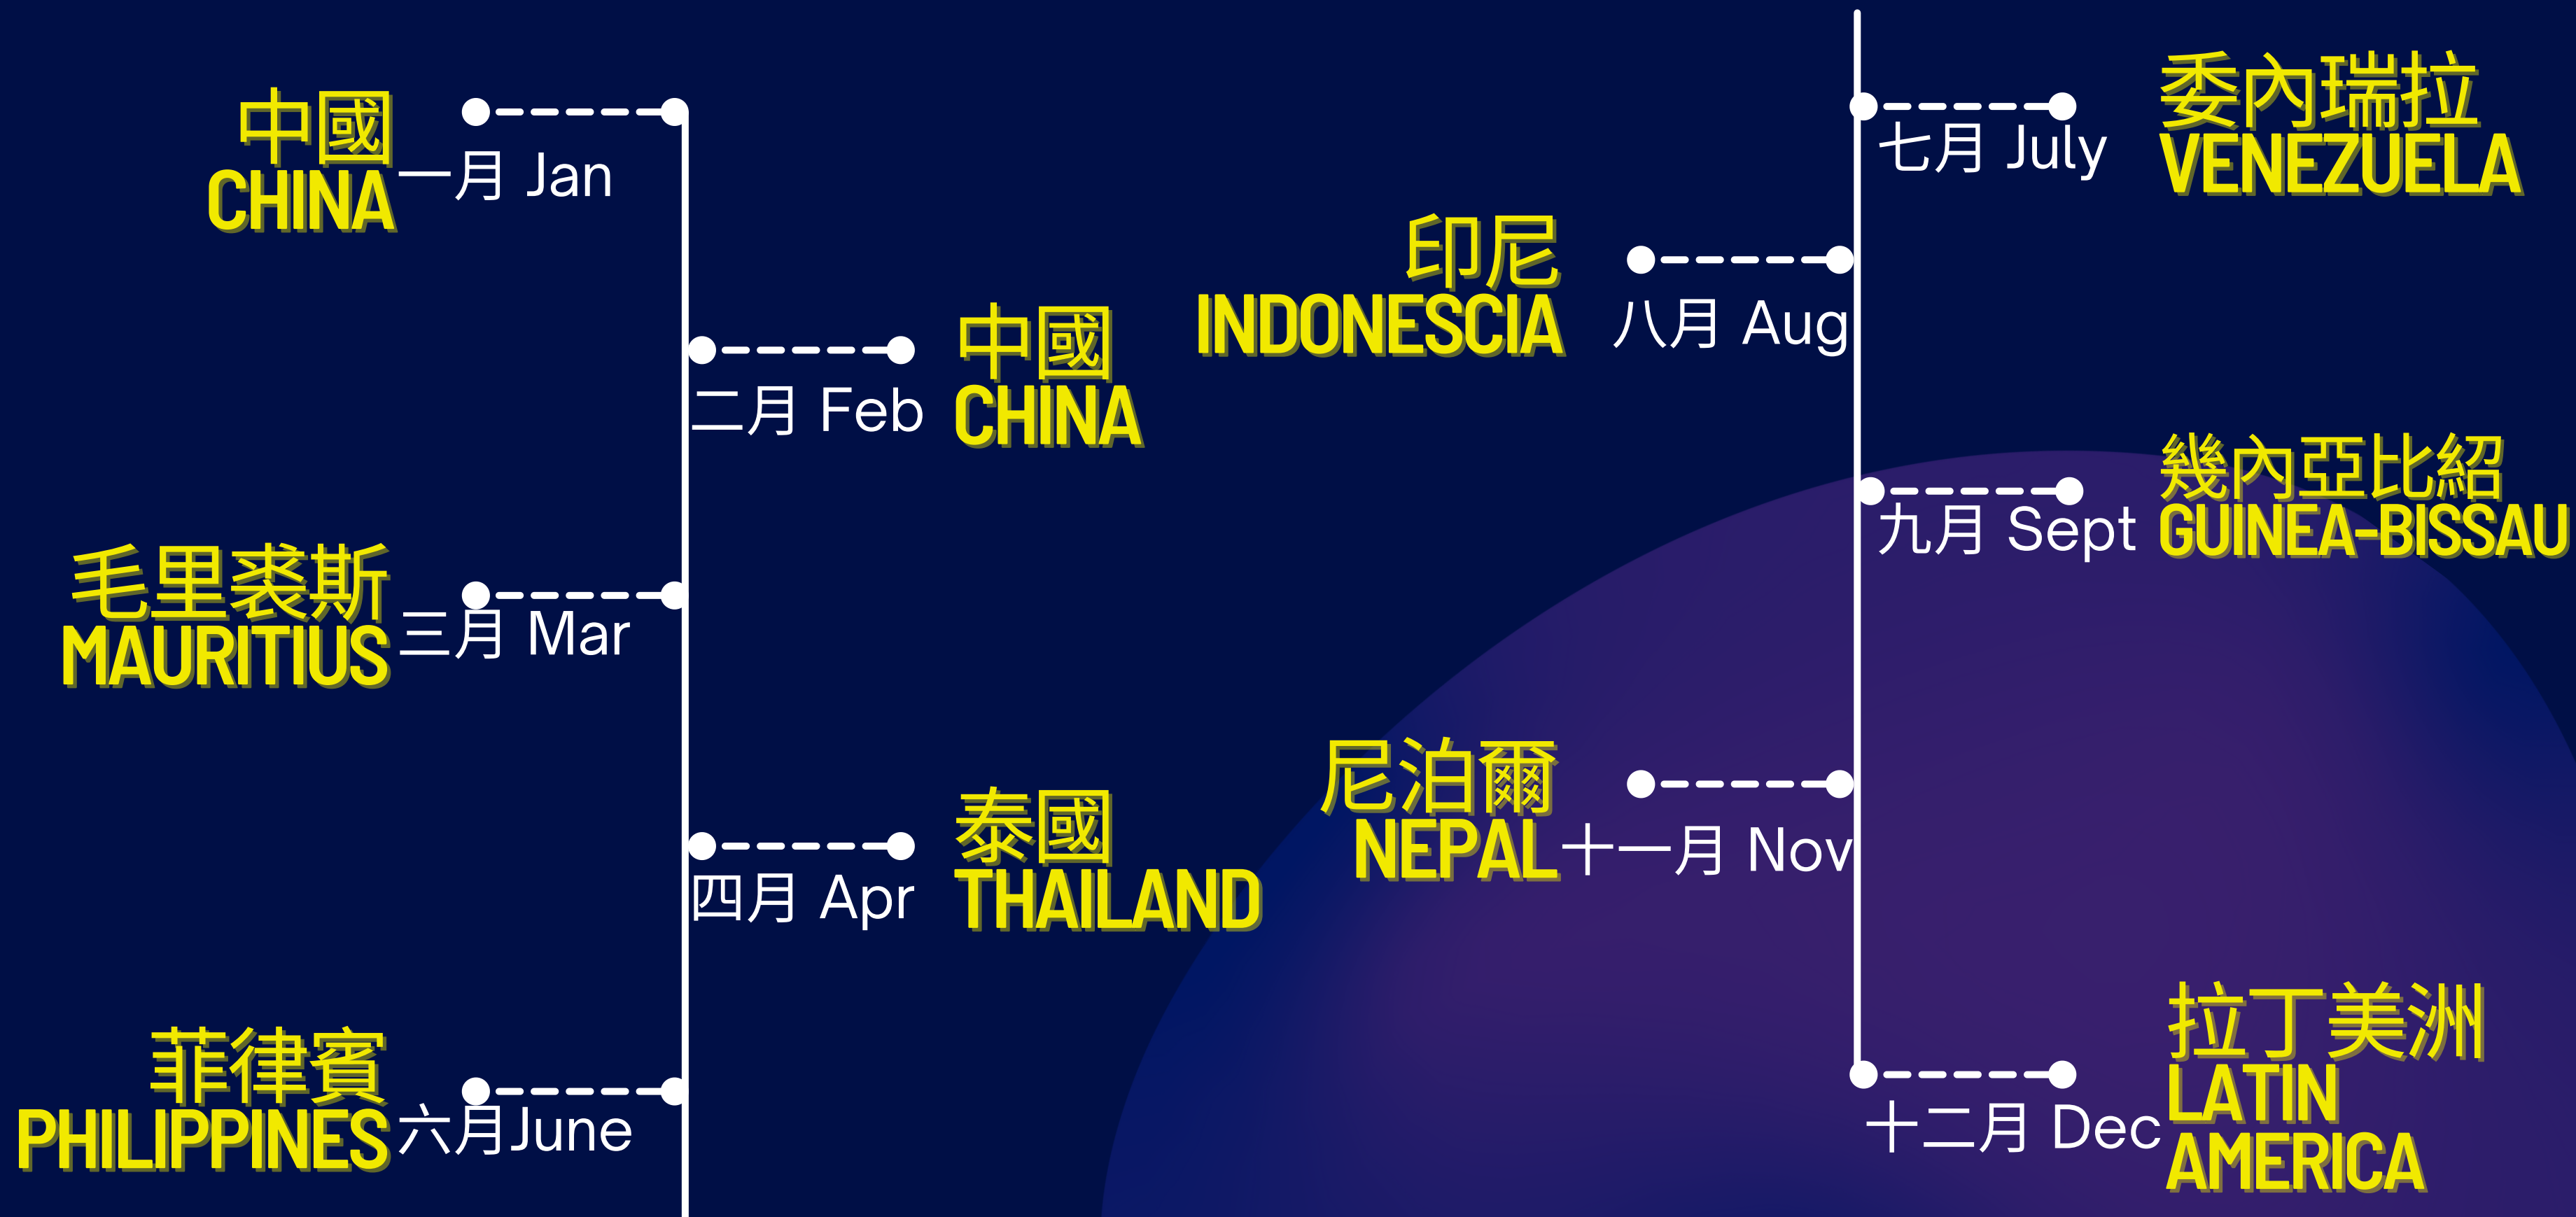 中國
CHINA
一月 Jan
中國
CHINA
二月 Feb
毛里裘斯
MAURITIUS
三月 Mar
泰國
THAILAND
四月 Apr
菲律賓
PHILIPPINES
六月June
委內瑞拉
VENEZUELA
七月 July
印尼
INDONESCIA
八月 Aug
幾內亞比紹
GUINEA-BISSAU
九月 Sept
尼泊爾
NEPAL
十一月 Nov
拉丁美洲
LATIN
AMERICA
十二月 Dec